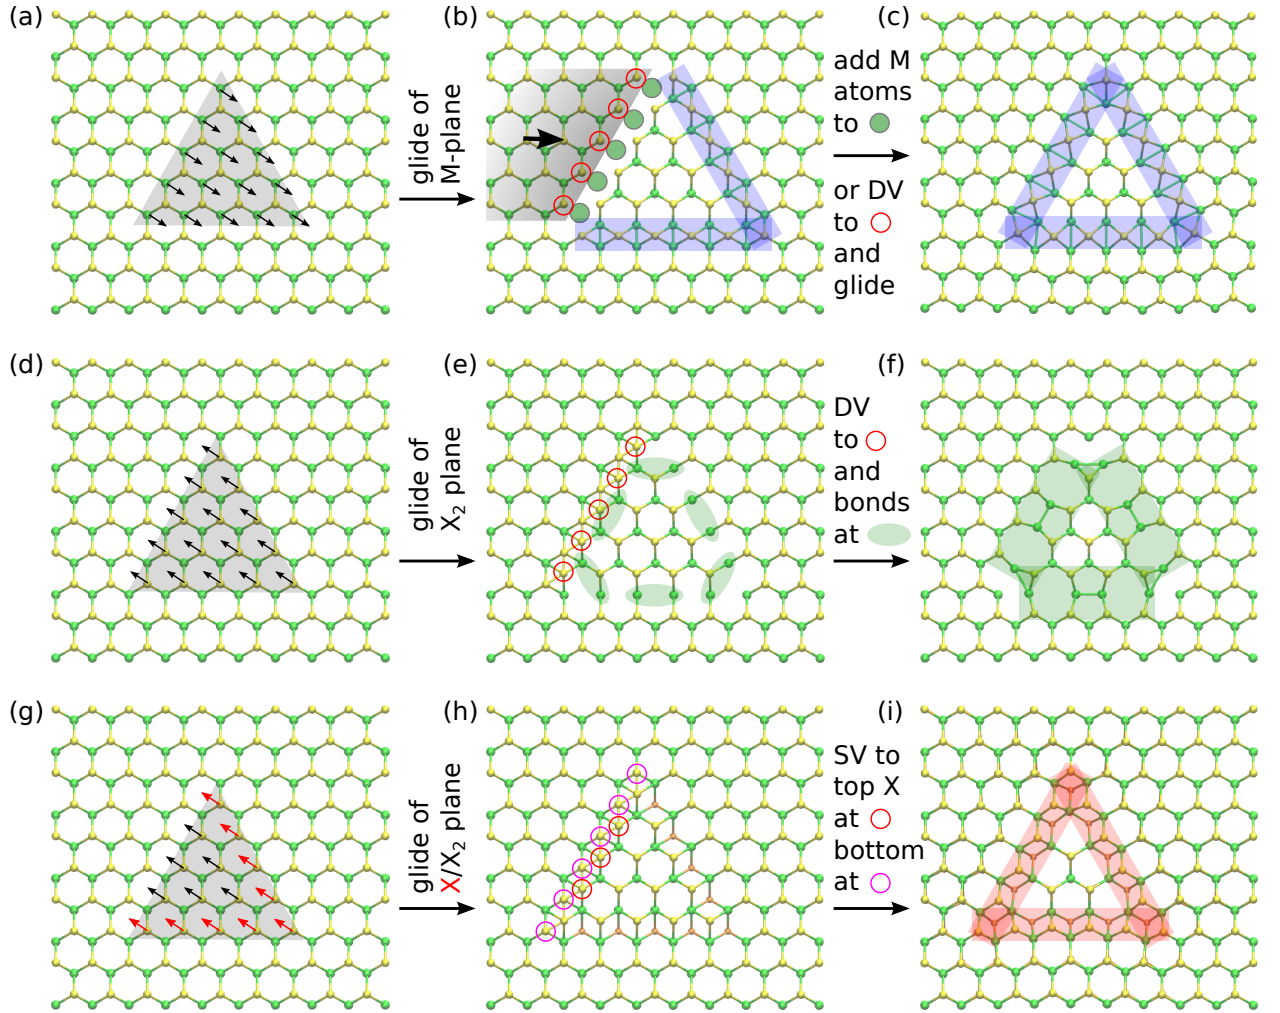 (a)
glide of
M-plane
(b)
add M
atoms
to
or DV
to
and
glide
(c)
(d)
glide of
X₂ plane
(e)
DV
to
and
bonds
at
(f)
(g)
glide of
X/X₂ plane
(h)
SV to
top X
at
bottom
at
(i)